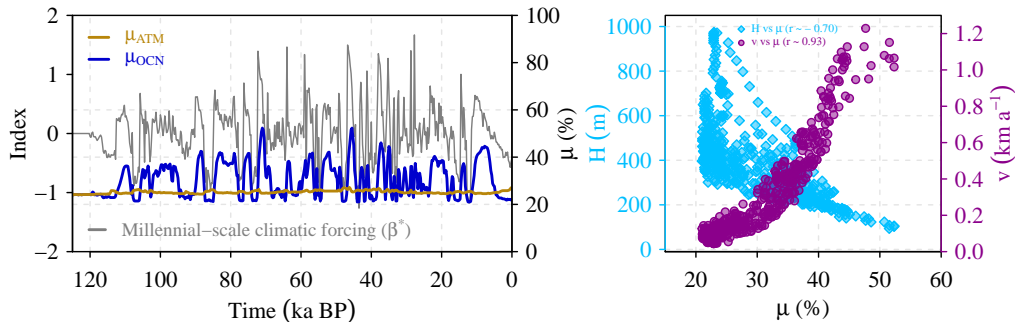 2
1
0
−1
−2
Index
120 100 80 60 40 20 0
Time (ka BP)
100
80
60
40
20
0
μ (%)
μATM
μOCN
Millennial−scale climatic forcing (β*)
1000
800
600
400
200
0
H (m)
20 30 40 50 60
μ (%)
1.2
1.0
0.8
0.6
0.4
0.2
0.0
v (km a−1)
H vs μ (r ~ − 0.70)
v vs μ (r ~ 0.93)